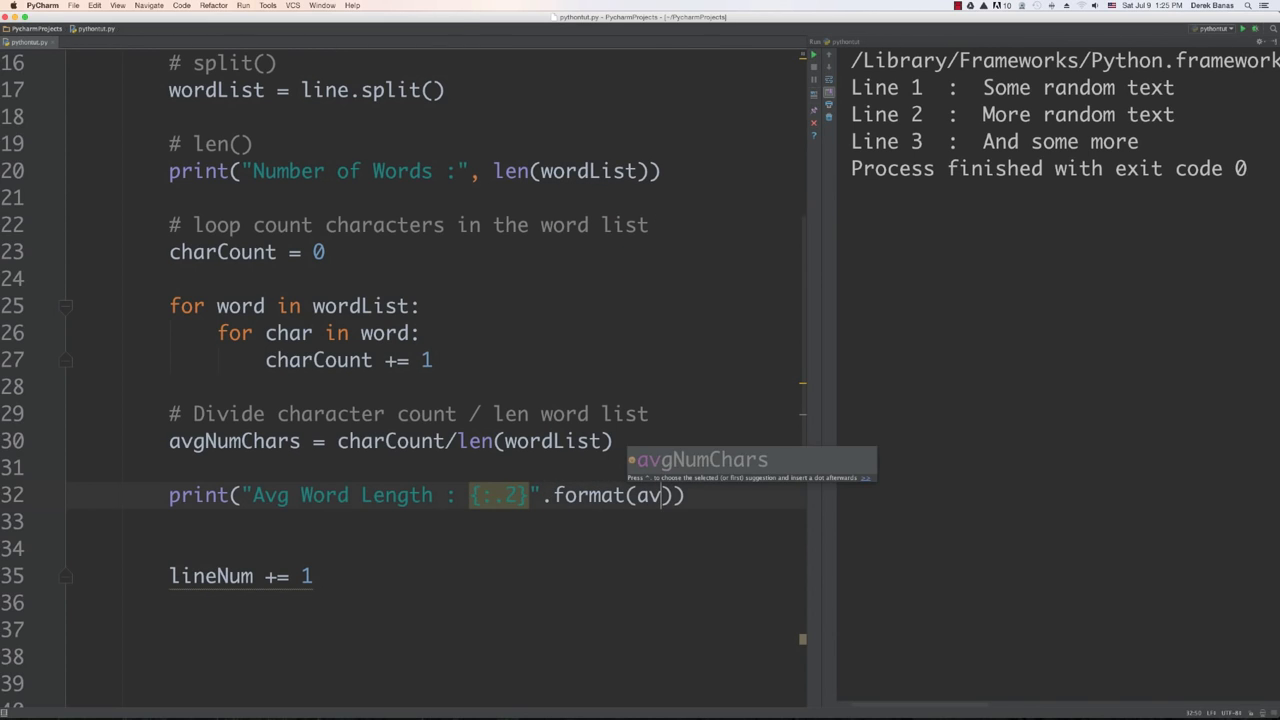 PyCharm File Edit View Navigate Code Refactor Run Tools VCS Window Help
10 Sat Jul 9 1:25 PM Derek Banas
pythontut.py - PycharmProjects - [~/PycharmProjects]
PycharmProjects pythontut.py
pythontut
pythontut.py
Run pythontut
16 # split()
17 wordList = line.split()
18
19 # len()
20 print("Number of Words :", len(wordList))
21
22 # loop count characters in the word list
23 charCount = 0
24
25 for word in wordList:
26 for char in word:
27 charCount += 1
28
29 # Divide character count / len word list
30 avgNumChars = charCount/len(wordList)
31
avgNumChars
Press ^. to choose the selected (or first) suggestion and insert a dot afterwards >>
32 print("Avg Word Length : {:.2}".format(av))
33
34
35 lineNum += 1
36
37
38
39
/Library/Frameworks/Python.framework
Line 1 : Some random text
Line 2 : More random text
Line 3 : And some more
Process finished with exit code 0
32:50 LF÷ UTF-8÷